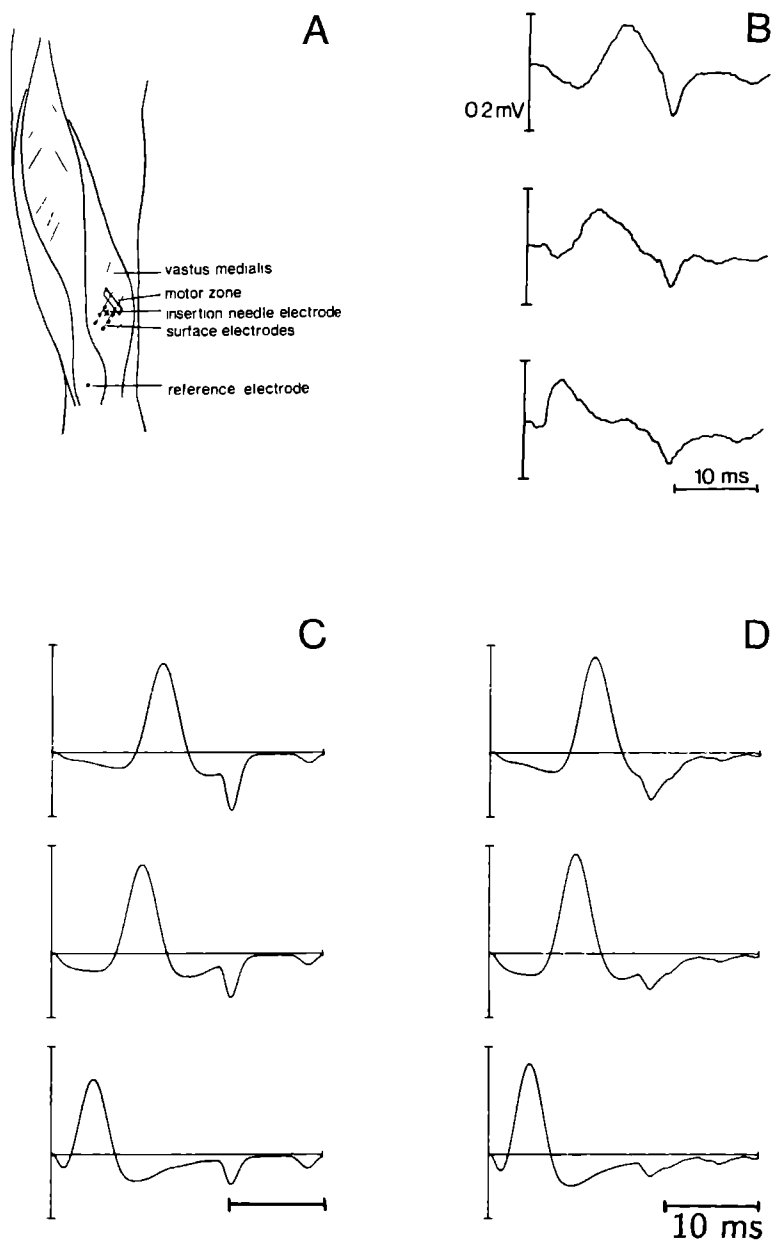 A
B
0.2mV
vastus medialis
motor zone
insertion needle electrode
surface electrodes
reference electrode
10 ms
C
D
10 ms